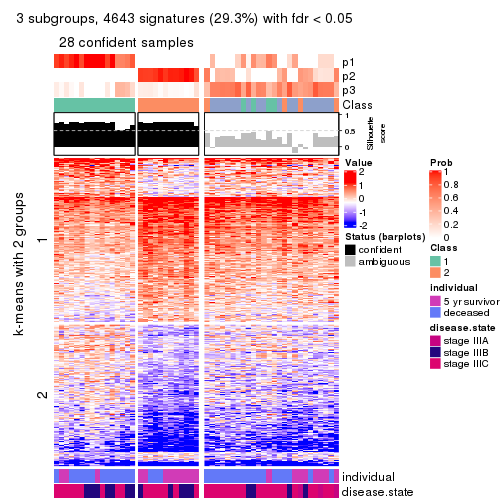 3 subgroups, 4643 signatures (29.3%) with fdr < 0.05
28 confident samples
p1
p2
p3
Class
1
0.5
0
Silhouette
score
k-means with 2 groups
1
2
individual
disease.state
Value
2
1
0
-1
-2
Status (barplots)
confident
ambiguous
Prob
1
0.8
0.6
0.4
0.2
0
Class
1
2
individual
5 yr survivor
deceased
disease.state
stage IIIA
stage IIIB
stage IIIC